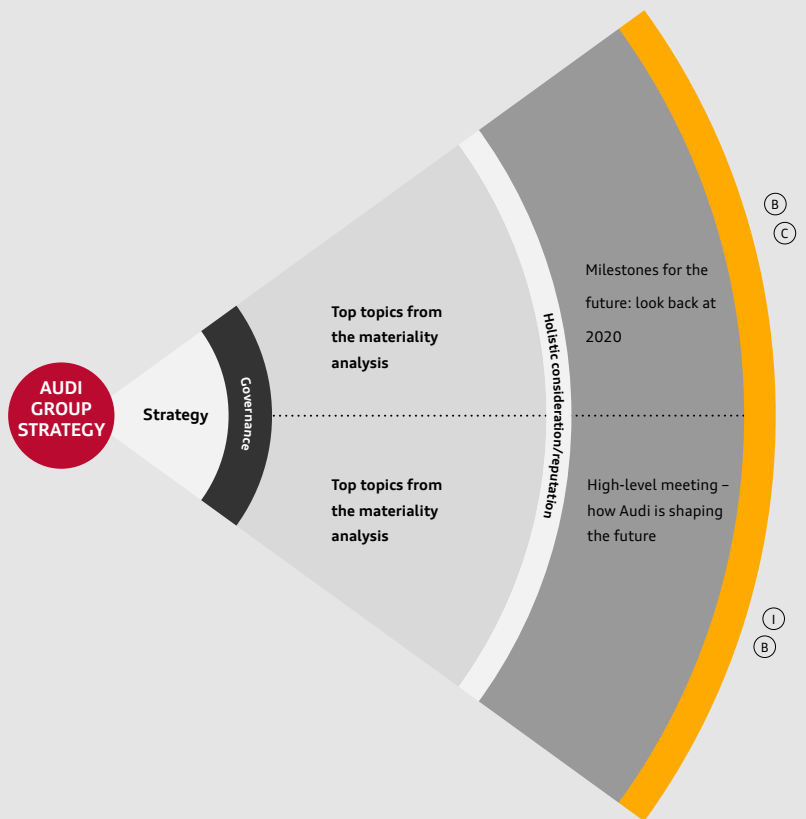 AUDI
GROUP
STRATEGY
Strategy
Governance
Top topics from
the materiality
analysis
Top topics from
the materiality
analysis
Holistic consideration/reputation
Milestones for the
future: look back at
2020
High-level meeting –
how Audi is shaping
the future
B
C
I
B